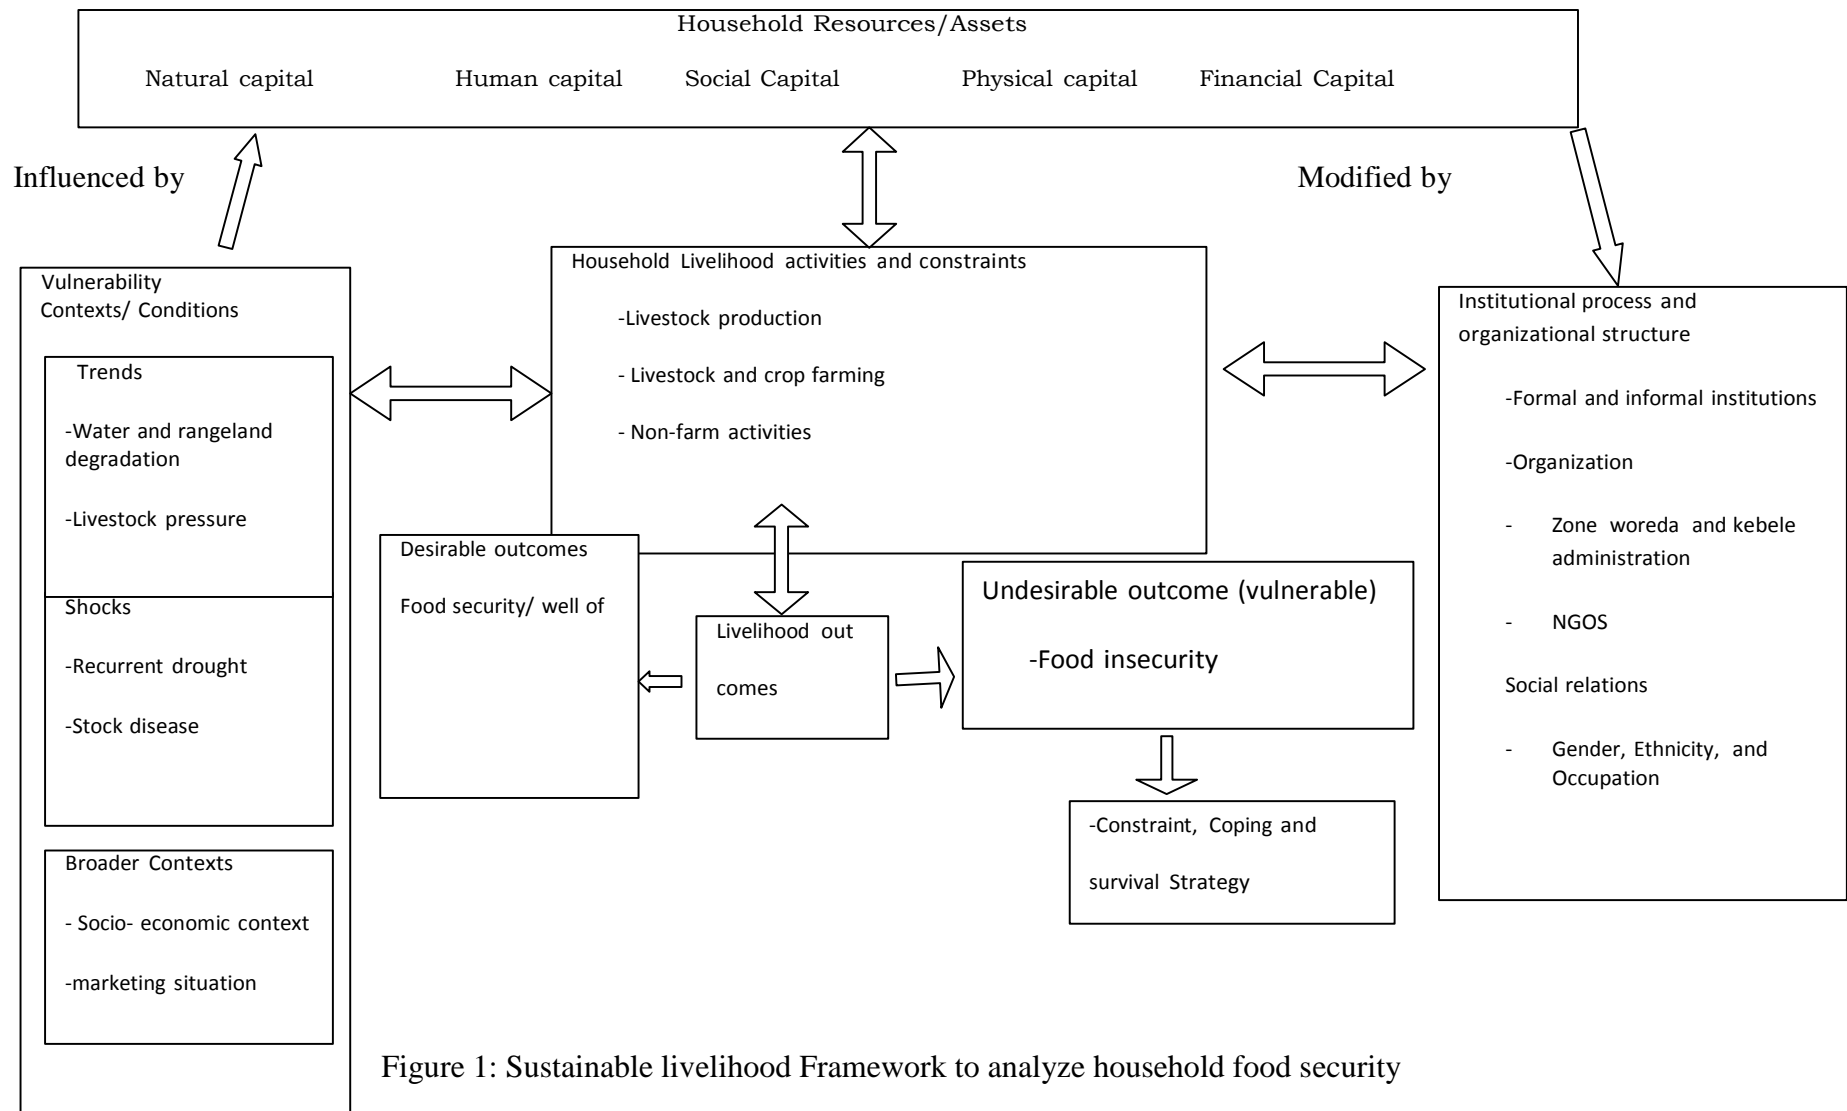 Household Resources/Assets
Natural capital Human capital Social Capital Physical capital Financial Capital
Influenced by
Modified by
Vulnerability
Contexts/ Conditions
Trends
-Water and rangeland
degradation
-Livestock pressure
Shocks
-Recurrent drought
-Stock disease
Broader Contexts
- Socio- economic context
-marketing situation
Household Livelihood activities and constraints
-Livestock production
- Livestock and crop farming
- Non-farm activities
Desirable outcomes
Food security/ well of
Livelihood out
comes
Undesirable outcome (vulnerable)
-Food insecurity
-Constraint, Coping and
survival Strategy
Institutional process and
organizational structure
-Formal and informal institutions
-Organization
- Zone woreda and kebele
administration
- NGOS
Social relations
- Gender, Ethnicity, and
Occupation
Figure 1: Sustainable livelihood Framework to analyze household food security